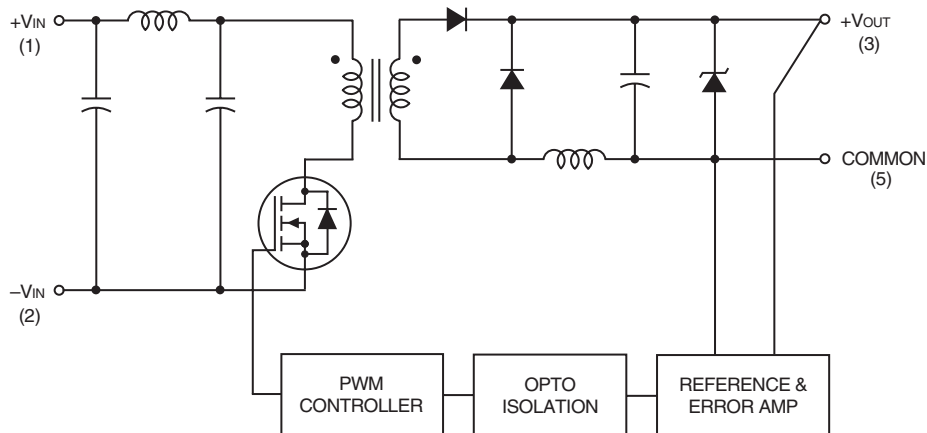 +VIN
(1)
+VOUT
(3)
COMMON
(5)
–VIN
(2)
PWM
CONTROLLER
OPTO
ISOLATION
REFERENCE &
ERROR AMP